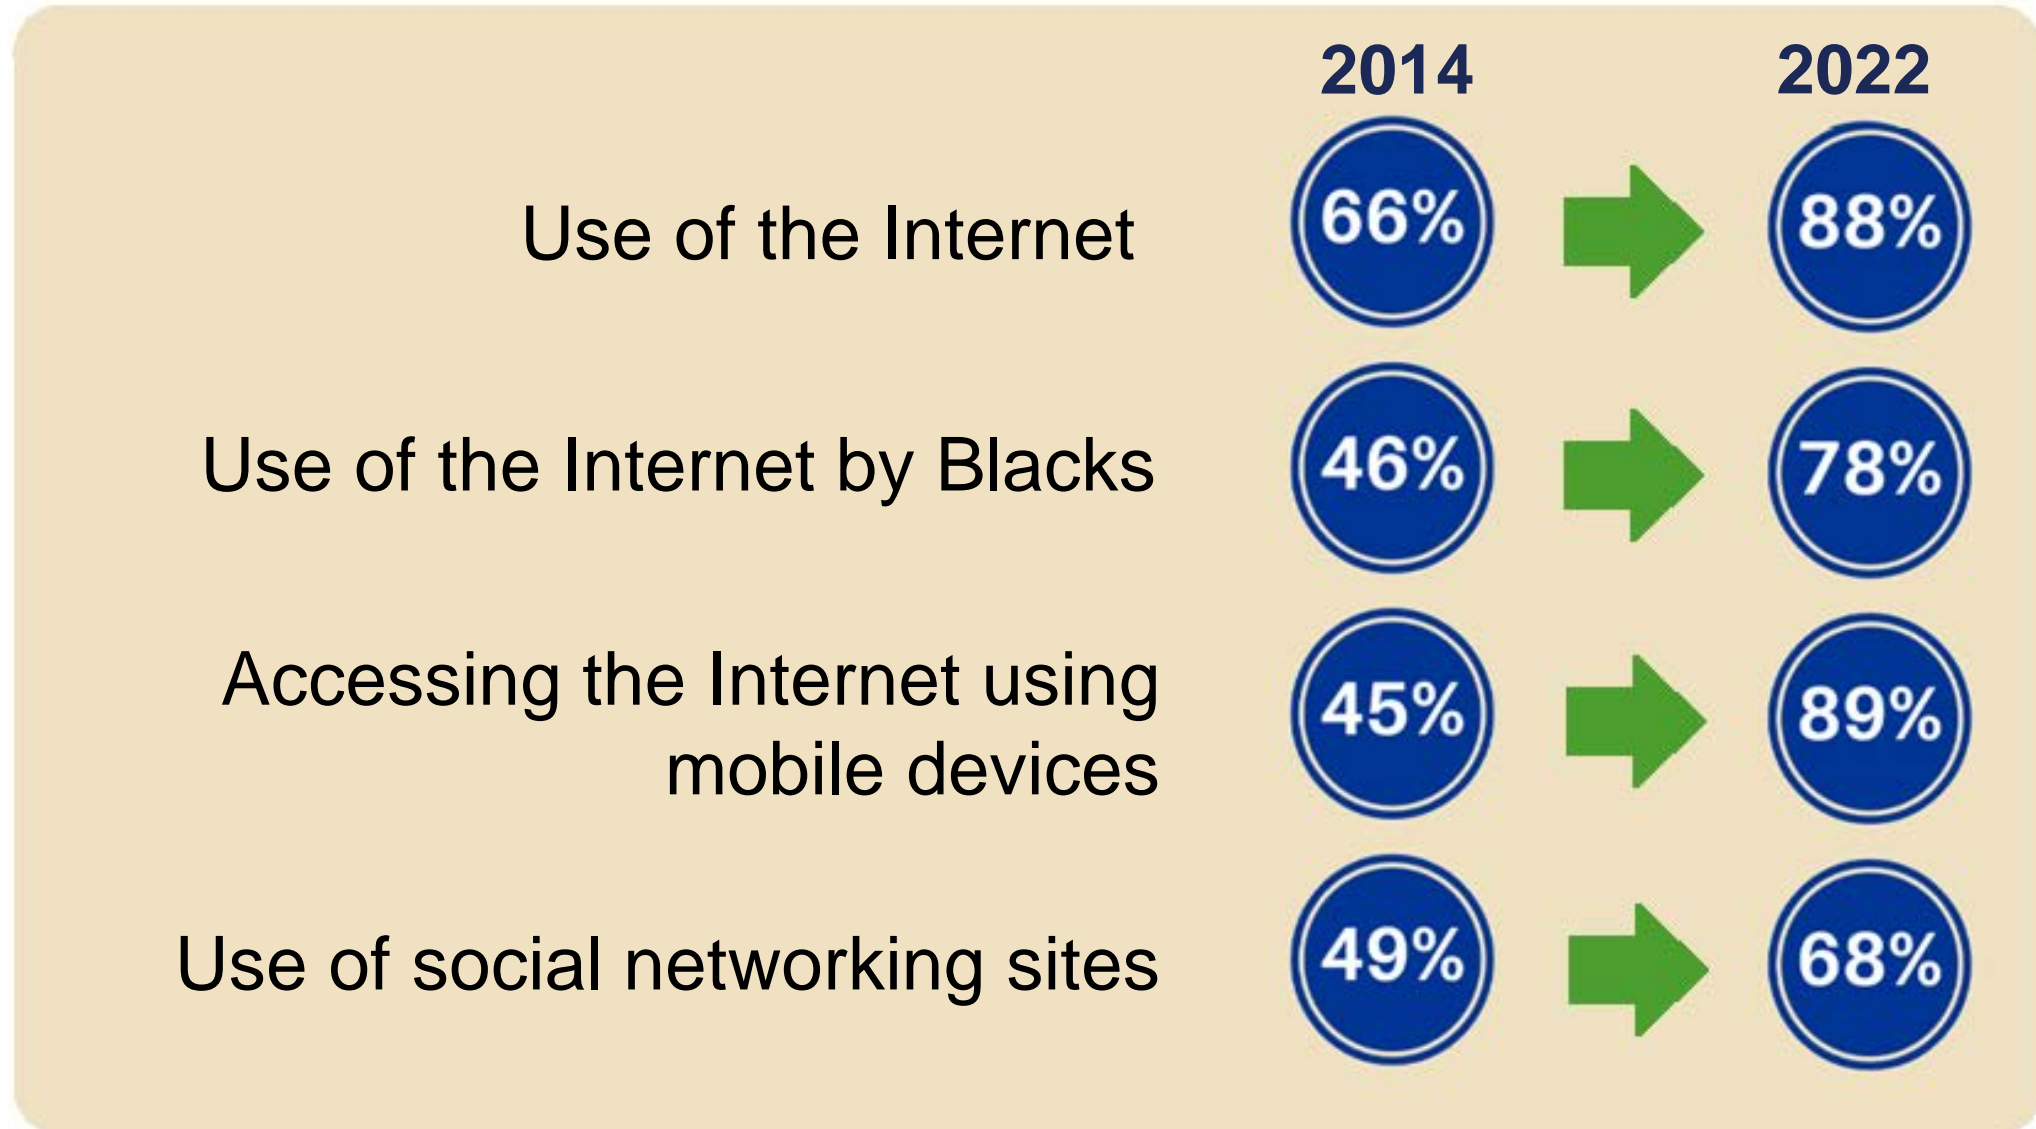 2014 2022
Use of the Internet 66% 88%
Use of the Internet by Blacks 46% 78%
Accessing the Internet using
mobile devices 45% 89%
Use of social networking sites 49% 68%